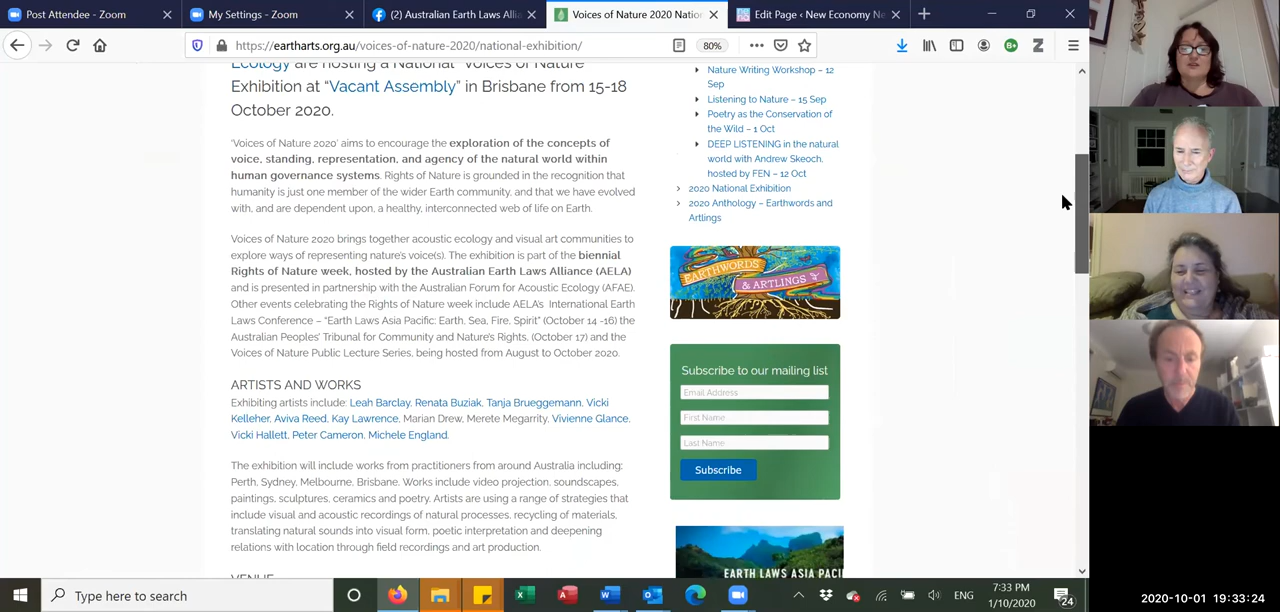 Post Attendee - Zoom
My Settings - Zoom
(2) Australian Earth Laws Allia
Voices of Nature 2020 Natio
Edit Page ‹ New Economy Ne
https://eartharts.org.au/voices-of-nature-2020/national-exhibition/
80%
Ecology are hosting a National "Voices of Nature"
Exhibition at "Vacant Assembly" in Brisbane from 15-18
October 2020.
'Voices of Nature 2020' aims to encourage the exploration of the concepts of
voice, standing, representation, and agency of the natural world within
human governance systems. Rights of Nature is grounded in the recognition that
humanity is just one member of the wider Earth community, and that we have evolved
with, and are dependent upon, a healthy, interconnected web of life on Earth.
Voices of Nature 2020 brings together acoustic ecology and visual art communities to
explore ways of representing nature's voice(s). The exhibition is part of the biennial
Rights of Nature week, hosted by the Australian Earth Laws Alliance (AELA)
and is presented in partnership with the Australian Forum for Acoustic Ecology (AFAE).
Other events celebrating the Rights of Nature week include AELA's International Earth
Laws Conference – "Earth Laws Asia Pacific: Earth, Sea, Fire, Spirit" (October 14 -16) the
Australian Peoples' Tribunal for Community and Nature's Rights, (October 17) and the
Voices of Nature Public Lecture Series, being hosted from August to October 2020.
ARTISTS AND WORKS
Exhibiting artists include: Leah Barclay, Renata Buziak, Tanja Brueggemann, Vicki
Kelleher, Aviva Reed, Kay Lawrence, Marian Drew, Merete Megarrity, Vivienne Glance,
Vicki Hallett, Peter Cameron, Michele England.
The exhibition will include works from practitioners from around Australia including:
Perth, Sydney, Melbourne, Brisbane. Works include video projection, soundscapes,
paintings, sculptures, ceramics and poetry. Artists are using a range of strategies that
include visual and acoustic recordings of natural processes, recycling of materials,
translating natural sounds into visual form, poetic interpretation and deepening
relations with location through field recordings and art production.
VENUE
Nature Writing Workshop – 12
Sep
Listening to Nature – 15 Sep
Poetry as the Conservation of
the Wild – 1 Oct
DEEP LISTENING in the natural
world with Andrew Skeoch,
hosted by FEN – 12 Oct
2020 National Exhibition
2020 Anthology – Earthwords and
Artlings
EARTHWORDS
& ARTLINGS
Subscribe to our mailing list
Email Address
First Name
Last Name
Subscribe
EARTH LAWS ASIA PACI
Type here to search
ENG
7:33 PM
1/10/2020
24
2020-10-01 19:33:24